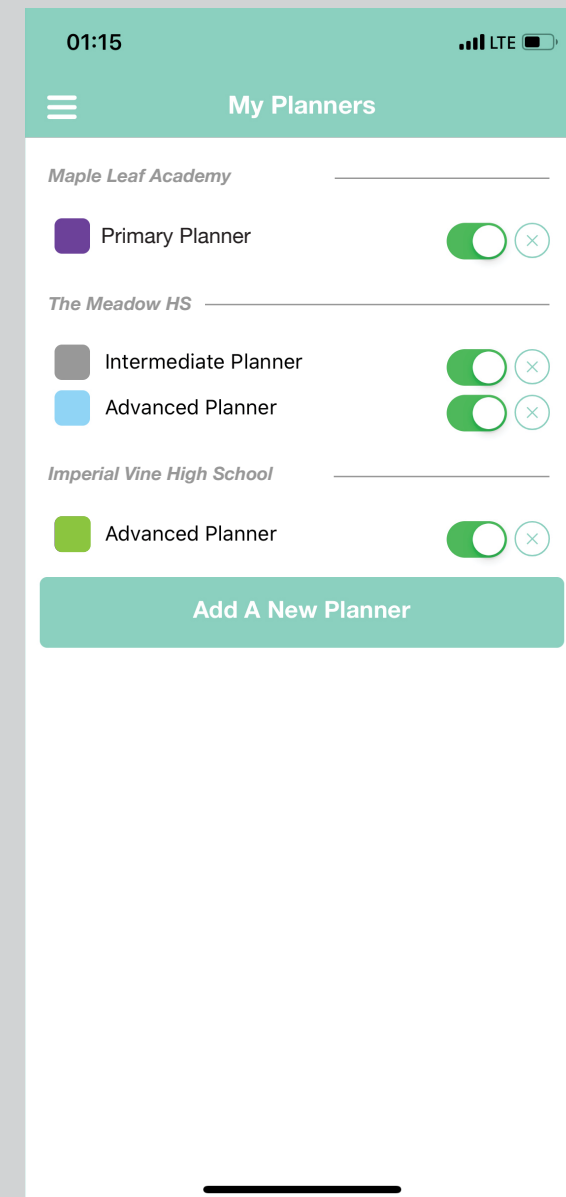 01:15 LTE
My Planners
Maple Leaf Academy
Primary Planner
The Meadow HS
Intermediate Planner
Advanced Planner
Imperial Vine High School
Advanced Planner
Add A New Planner